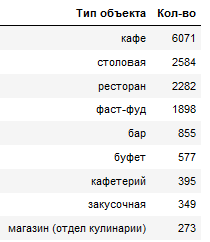 Тип объекта Кол-во
кафе 6071
столовая 2584
ресторан 2282
фаст-фуд 1898
бар 855
буфет 577
кафетерий 395
закусочная 349
магазин (отдел кулинарии) 273